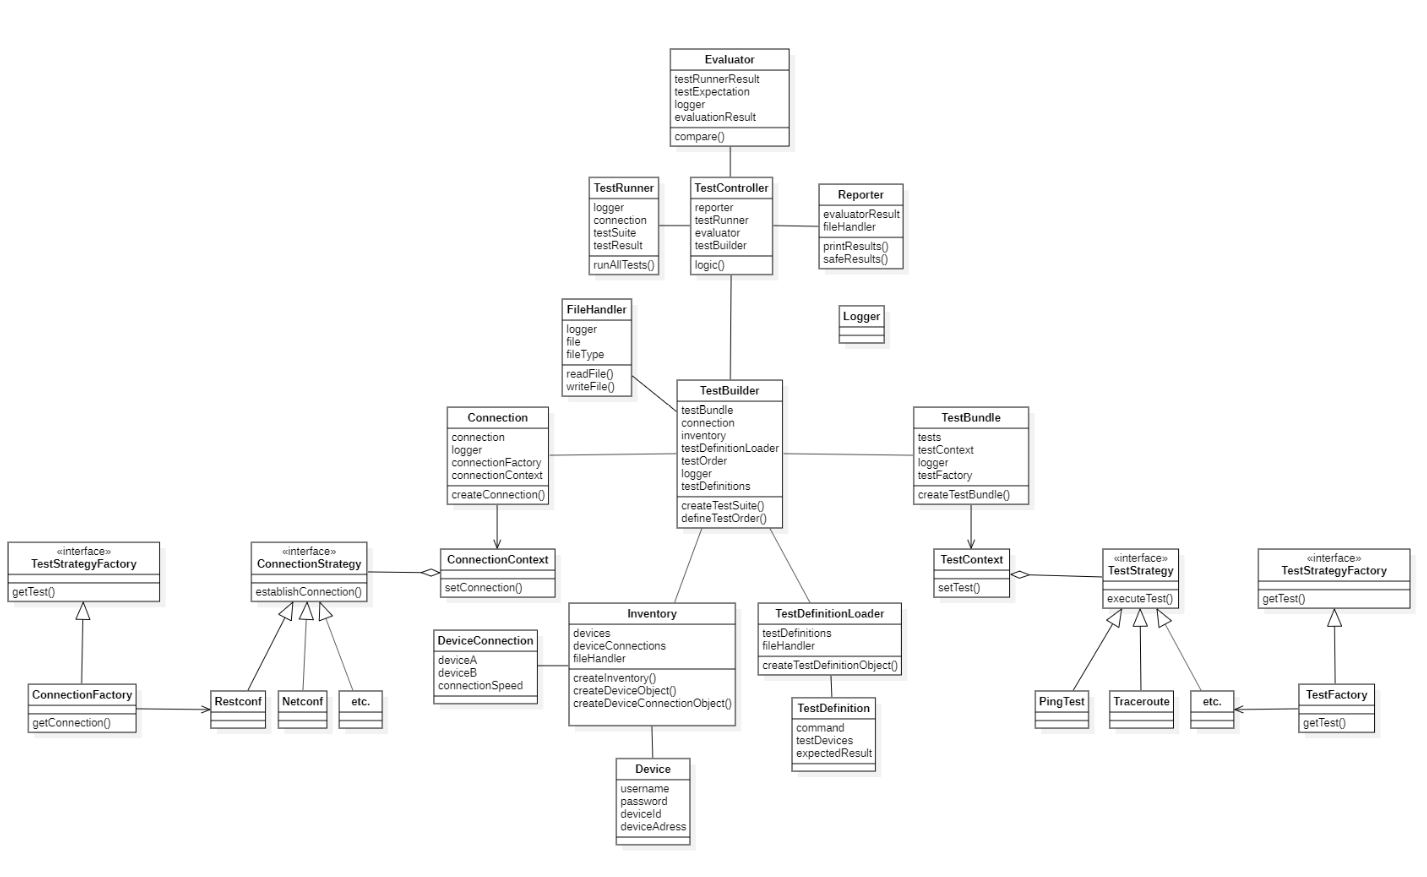 Evaluator
testRunnerResult
testExpectation
logger
evaluationResult
compare()
TestRunner
logger
connection
testSuite
testResult
runAllTests()
TestController
reporter
testRunner
evaluator
testBuilder
logic()
Reporter
evaluatorResult
fileHandler
printResults()
safeResults()
FileHandler
logger
file
fileType
readFile()
writeFile()
Logger
Connection
connection
logger
connectionFactory
connectionContext
createConnection()
TestBuilder
testBundle
connection
inventory
testDefinitionLoader
testOrder
logger
testDefinitions
createTestSuite()
defineTestOrder()
TestBundle
tests
testContext
logger
testFactory
createTestBundle()
«interface»
TestStrategyFactory
getTest()
«interface»
ConnectionStrategy
establishConnection()
ConnectionContext
setConnection()
TestContext
setTest()
«interface»
TestStrategy
executeTest()
«interface»
TestStrategyFactory
getTest()
DeviceConnection
deviceA
deviceB
connectionSpeed
Inventory
devices
deviceConnections
fileHandler
createInventory()
createDeviceObject()
createDeviceConnectionObject()
TestDefinitionLoader
testDefinitions
fileHandler
createTestDefinitionObject()
ConnectionFactory
getConnection()
Restconf
Netconf
etc.
TestDefinition
command
testDevices
expectedResult
PingTest
Traceroute
etc.
TestFactory
getTest()
Device
username
password
deviceId
deviceAdress